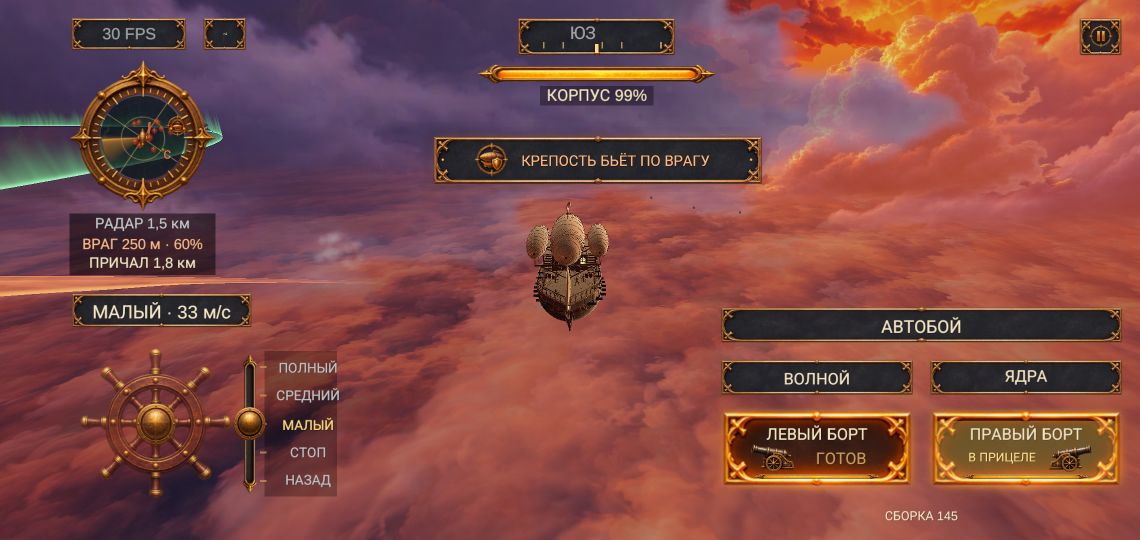 30 FPS
~
ЮЗ
КОРПУС 99%
КРЕПОСТЬ БЬЁТ ПО ВРАГУ
С
РАДАР 1,5 км
ВРАГ 250 м · 60%
ПРИЧАЛ 1,8 км
МАЛЫЙ · 33 м/с
ПОЛНЫЙ
СРЕДНИЙ
МАЛЫЙ
СТОП
НАЗАД
АВТОБОЙ
ВОЛНОЙ
ЯДРА
ЛЕВЫЙ БОРТ
ГОТОВ
ПРАВЫЙ БОРТ
В ПРИЦЕЛЕ
СБОРКА 145